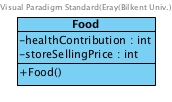 Visual Paradigm Standard(Eray(Bilkent Univ.)
Food
-healthContribution : int
-storeSellingPrice : int
+Food()